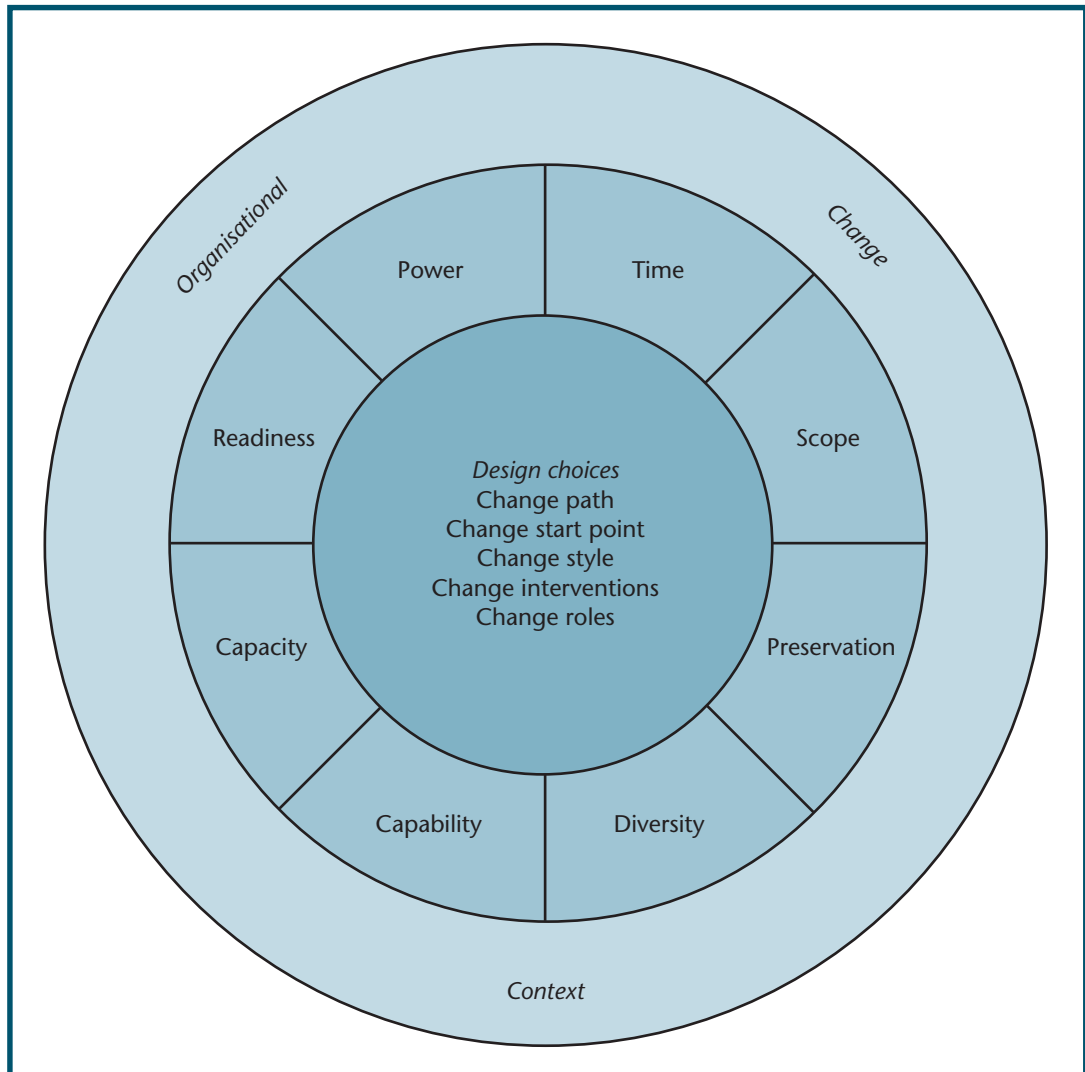 Organisational
Change
Power
Time
Readiness
Scope
Design choices
Change path
Change start point
Change style
Change interventions
Change roles
Capacity
Preservation
Capability
Diversity
Context